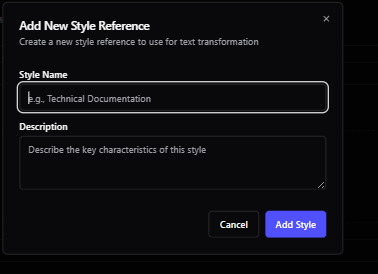 Add New Style Reference
Create a new style reference to use for text transformation
Style Name
e.g., Technical Documentation
Description
Describe the key characteristics of this style
Cancel
Add Style